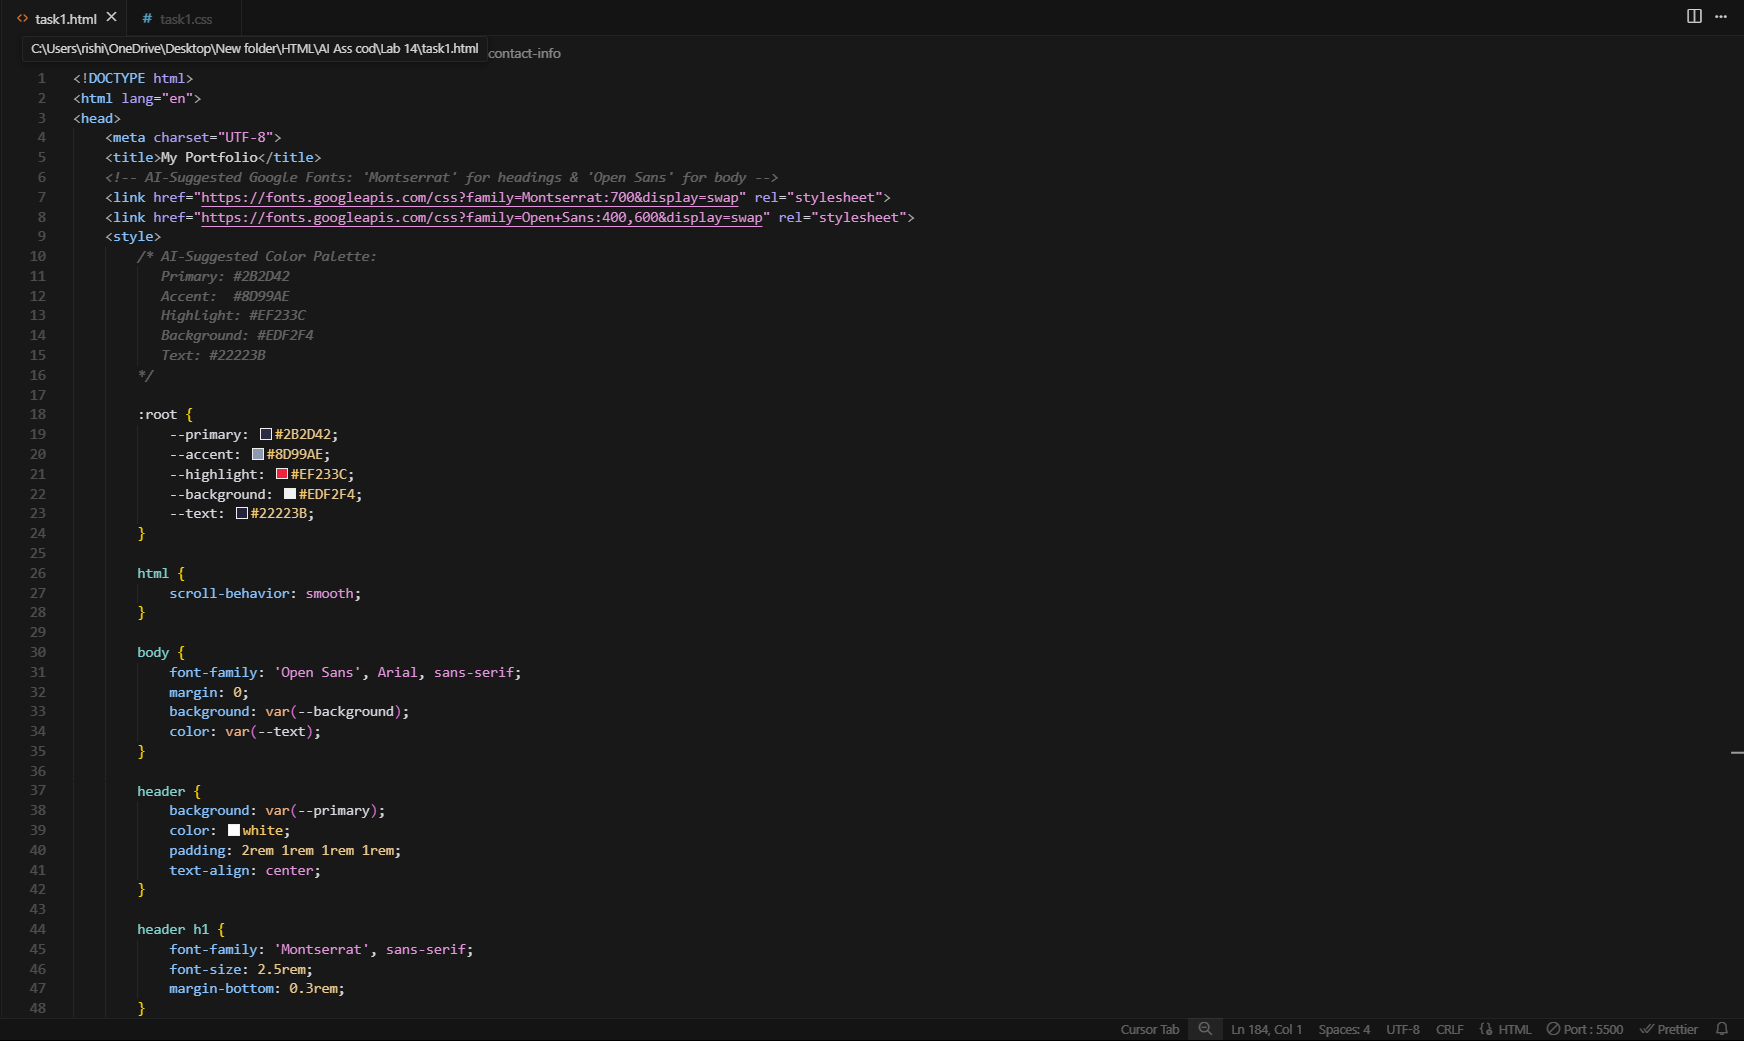 task1.html
task1.css
C:\Users\rishi\OneDrive\Desktop\New folder\HTML\AI Ass cod\Lab 14\task1.html
contact-info
1 <!DOCTYPE html>
2 <html lang="en">
3 <head>
4 <meta charset="UTF-8">
5 <title>My Portfolio</title>
6 <!-- AI-Suggested Google Fonts: 'Montserrat' for headings & 'Open Sans' for body -->
7 <link href="https://fonts.googleapis.com/css?family=Montserrat:700&display=swap" rel="stylesheet">
8 <link href="https://fonts.googleapis.com/css?family=Open+Sans:400,600&display=swap" rel="stylesheet">
9 <style>
10 /* AI-Suggested Color Palette:
11 Primary: #2B2D42
12 Accent:  #8D99AE
13 Highlight: #EF233C
14 Background: #EDF2F4
15 Text: #22223B
16 */
17
18 :root {
19 --primary: #2B2D42;
20 --accent: #8D99AE;
21 --highlight: #EF233C;
22 --background: #EDF2F4;
23 --text: #22223B;
24 }
25
26 html {
27 scroll-behavior: smooth;
28 }
29
30 body {
31 font-family: 'Open Sans', Arial, sans-serif;
32 margin: 0;
33 background: var(--background);
34 color: var(--text);
35 }
36
37 header {
38 background: var(--primary);
39 color: white;
40 padding: 2rem 1rem 1rem 1rem;
41 text-align: center;
42 }
43
44 header h1 {
45 font-family: 'Montserrat', sans-serif;
46 font-size: 2.5rem;
47 margin-bottom: 0.3rem;
48 }
Cursor Tab Ln 184, Col 1 Spaces: 4 UTF-8 CRLF HTML Port : 5500 Prettier